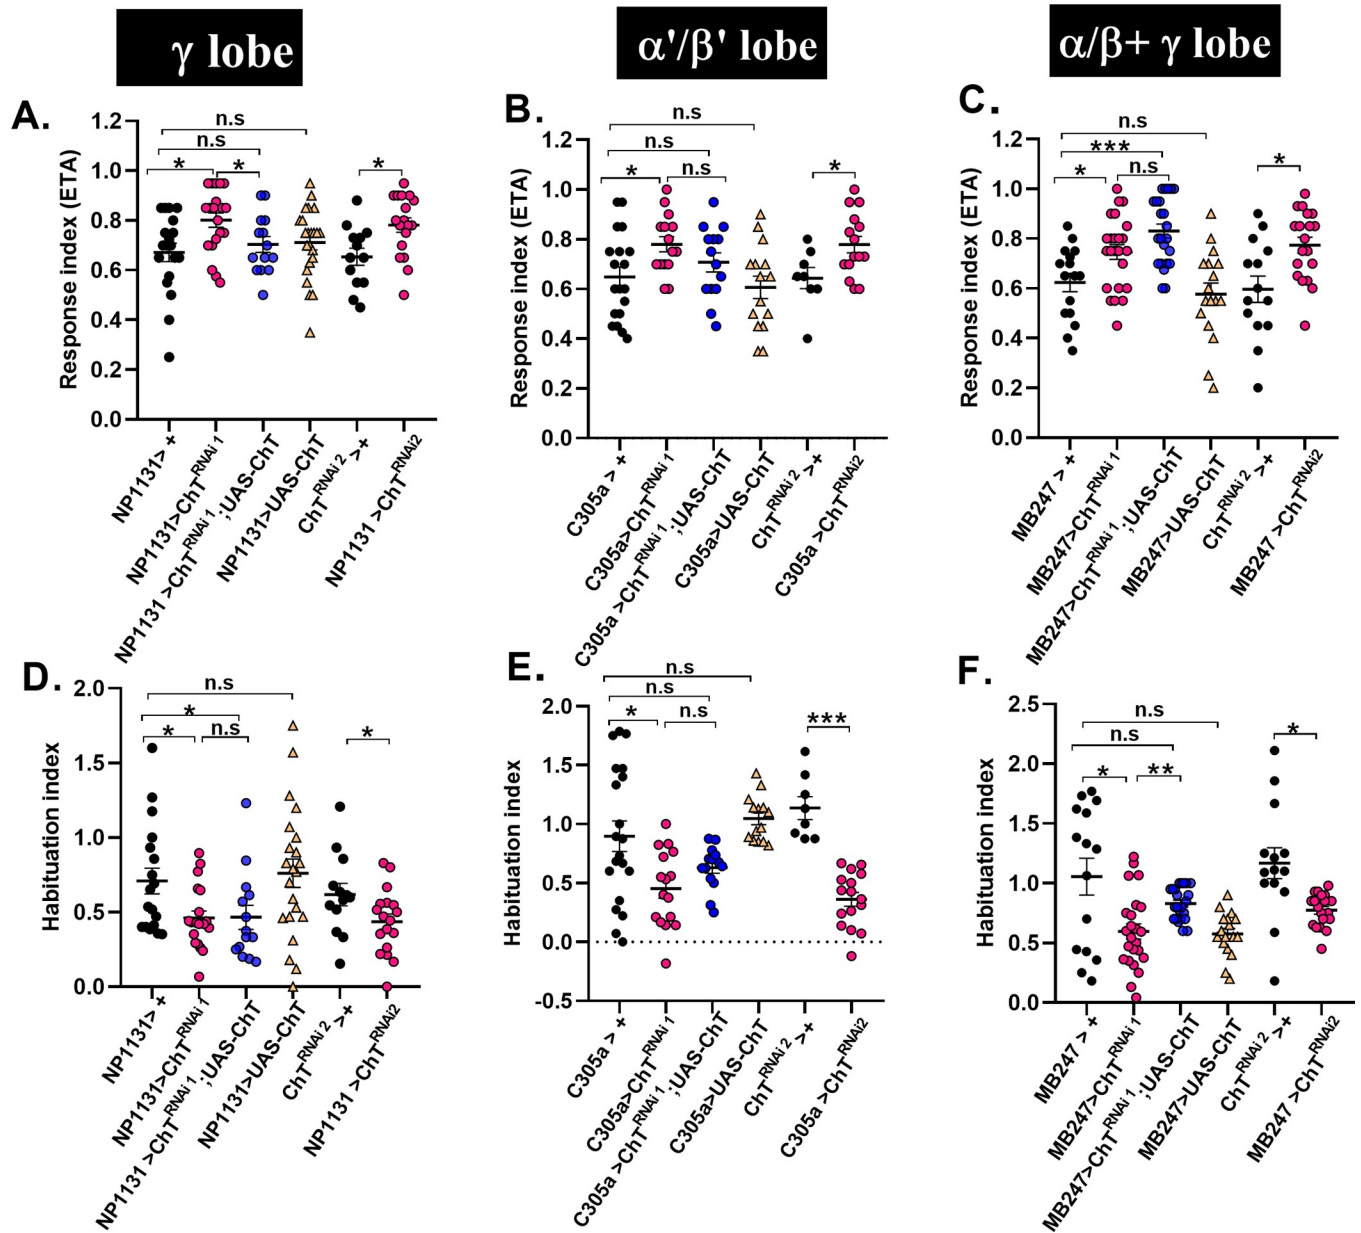 γ lobe
α'/β' lobe
α/β+ γ lobe
A.
n.s
n.s
*
*
*
Response index (ETA)
1.2
1.0
0.8
0.6
0.4
0.2
0.0
NP1131>+
NP1131>ChT^RNAi 1
NP1131 >ChT^RNAi 1;UAS-ChT
NP1131>UAS-ChT
ChT^RNAi 2 >+
NP1131 >ChT^RNAi2
B.
n.s
n.s
*
n.s
*
Response index (ETA)
1.2
1.0
0.8
0.6
0.4
0.2
0.0
C305a > +
C305a>ChT^RNAi 1
C305a >ChT^RNAi 1;UAS-ChT
C305a>UAS-ChT
ChT^RNAi 2 >+
C305a >ChT^RNAi2
C.
n.s
***
*
n.s
*
Response index (ETA)
1.2
1.0
0.8
0.6
0.4
0.2
0.0
MB247 > +
MB247>ChT^RNAi 1
MB247>ChT^RNAi 1;UAS-ChT
MB247>UAS-ChT
ChT^RNAi 2 >+
MB247 >ChT^RNAi2
D.
n.s
*
*
n.s
*
Habituation index
2.0
1.5
1.0
0.5
0.0
NP1131>+
NP1131>ChT^RNAi 1
NP1131 >ChT^RNAi 1;UAS-ChT
NP1131>UAS-ChT
ChT^RNAi 2 >+
NP1131 >ChT^RNAi2
E.
n.s
n.s
*
n.s
***
Habituation index
2.0
1.5
1.0
0.5
0.0
-0.5
C305a > +
C305a>ChT^RNAi 1
C305a >ChT^RNAi 1;UAS-ChT
C305a>UAS-ChT
ChT^RNAi 2 >+
C305a >ChT^RNAi2
F.
n.s
n.s
*
**
*
Habituation index
2.5
2.0
1.5
1.0
0.5
0.0
MB247 > +
MB247>ChT^RNAi 1
MB247>ChT^RNAi 1;UAS-ChT
MB247>UAS-ChT
ChT^RNAi 2 >+
MB247 >ChT^RNAi2